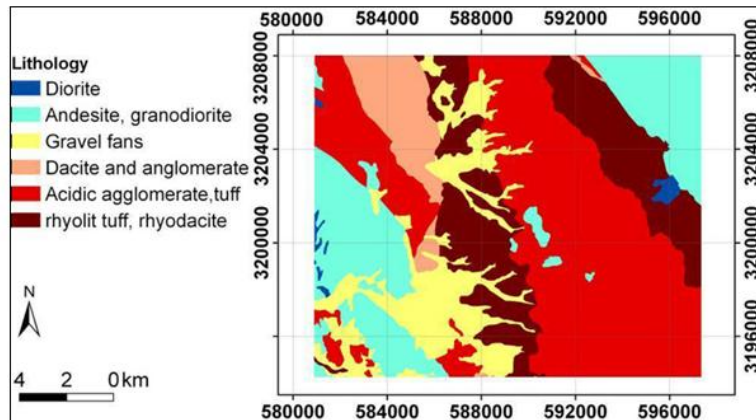 580000 584000 588000 592000 596000
Lithology
Diorite
Andesite, granodiorite
Gravel fans
Dacite and anglomerate
Acidic agglomerate,tuff
rhyolit tuff, rhyodacite
N
4 2 0 km
3208000 3208000
3204000 3204000
3200000 3200000
3196000 3196000
580000 584000 588000 592000 596000